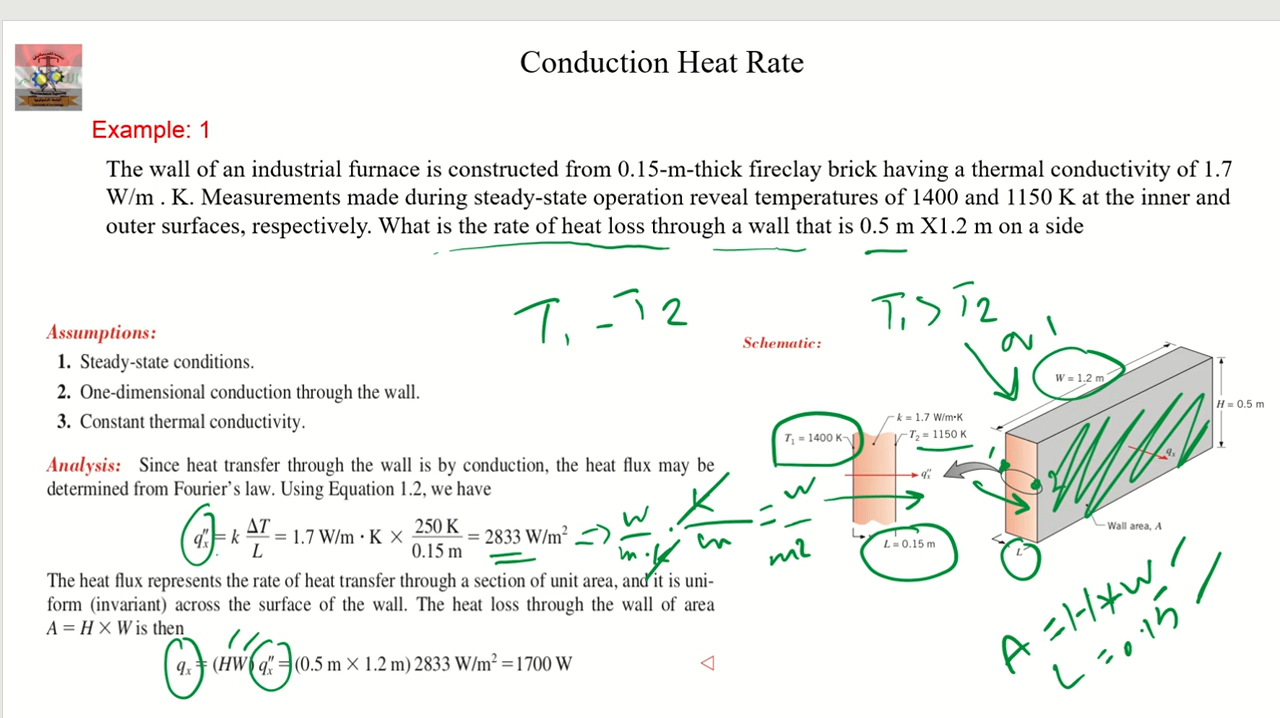 Conduction Heat Rate
Example: 1
The wall of an industrial furnace is constructed from 0.15-m-thick fireclay brick having a thermal conductivity of 1.7
W/m . K. Measurements made during steady-state operation reveal temperatures of 1400 and 1150 K at the inner and
outer surfaces, respectively. What is the rate of heat loss through a wall that is 0.5 m X1.2 m on a side
T₁ - T2
T₁ > T2
Assumptions:
1. Steady-state conditions.
2. One-dimensional conduction through the wall.
3. Constant thermal conductivity.
Schematic:
W = 1.2 m
H = 0.5 m
k = 1.7 W/m•K
T₁ = 1400 K
T₂ = 1150 K
q″ₓ
qₓ
Wall area, A
L = 0.15 m
L
Analysis: Since heat transfer through the wall is by conduction, the heat flux may be
determined from Fourier's law. Using Equation 1.2, we have
q″ₓ = k ΔT/L = 1.7 W/m · K × 250 K/0.15 m = 2833 W/m² => W/m·K · K/m = W/m2
The heat flux represents the rate of heat transfer through a section of unit area, and it is uni-
form (invariant) across the surface of the wall. The heat loss through the wall of area
A = H × W is then
qₓ = (HW) q″ₓ = (0.5 m × 1.2 m) 2833 W/m² = 1700 W
A = H * W
L = 0.15